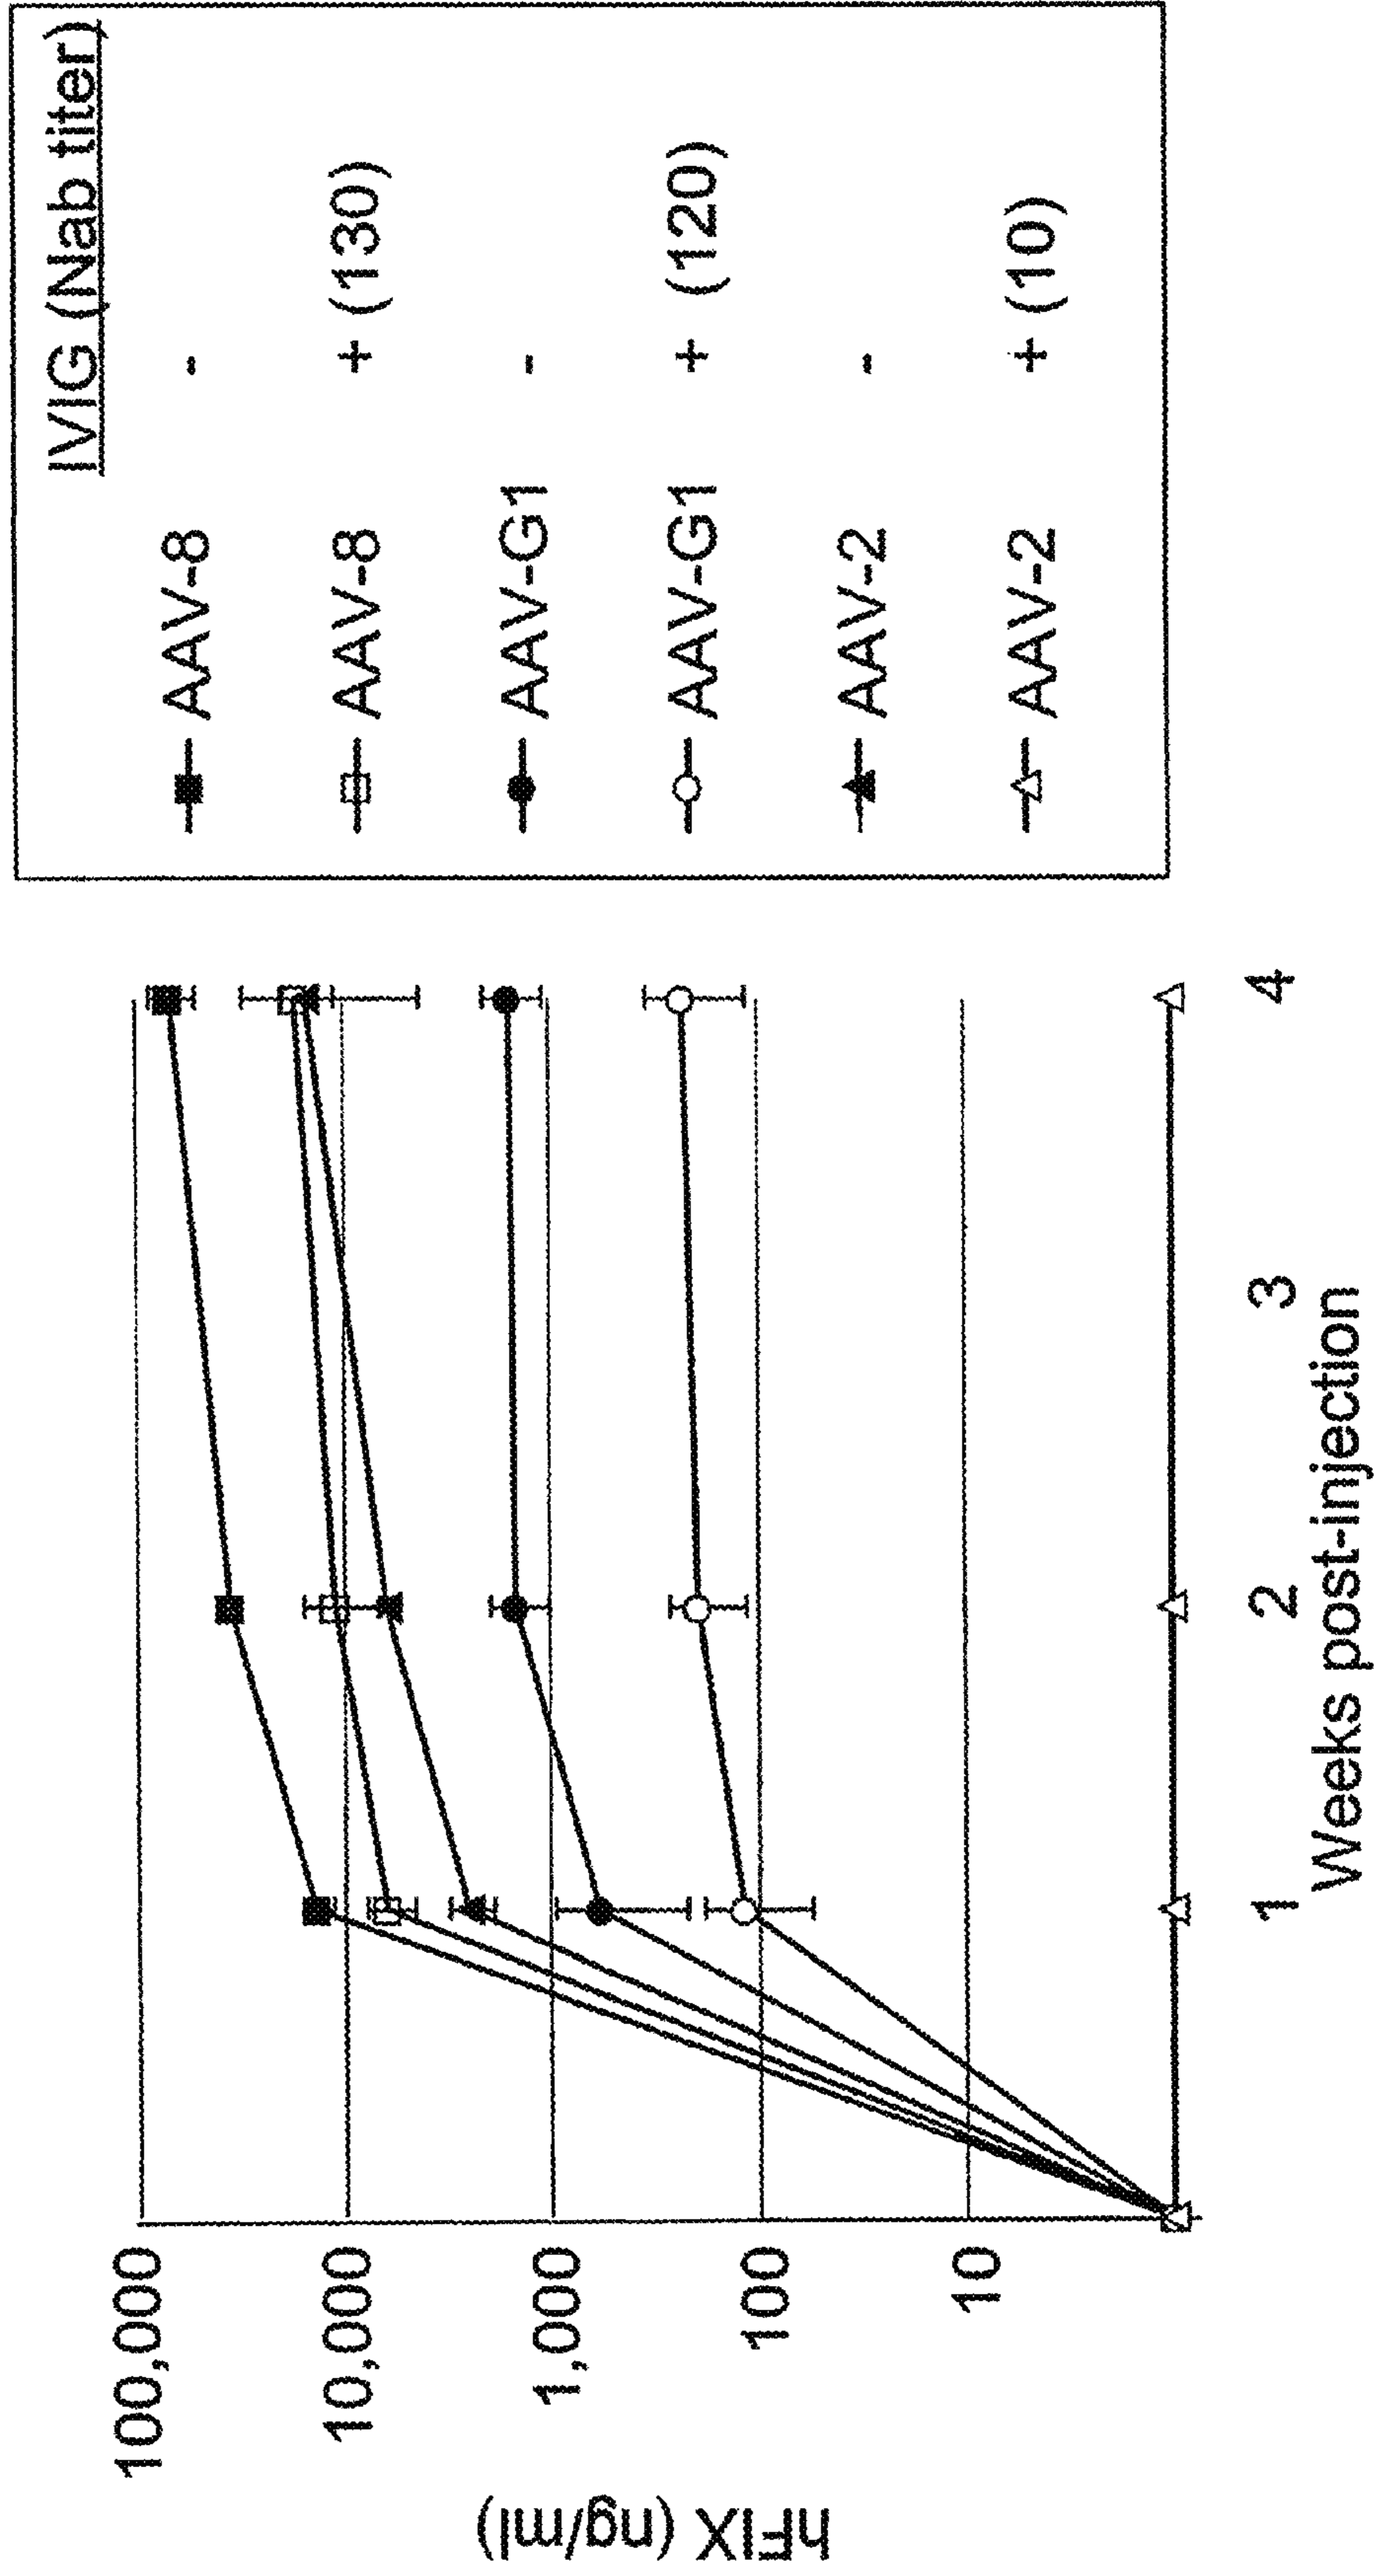 hFIX (ng/ml)
100,000
10,000
1,000
100
10
1
2
3
4
Weeks post-injection
IVIG (Nab titer)
AAV-8 -
AAV-8 + (130)
AAV-G1 -
AAV-G1 + (120)
AAV-2 -
AAV-2 + (10)